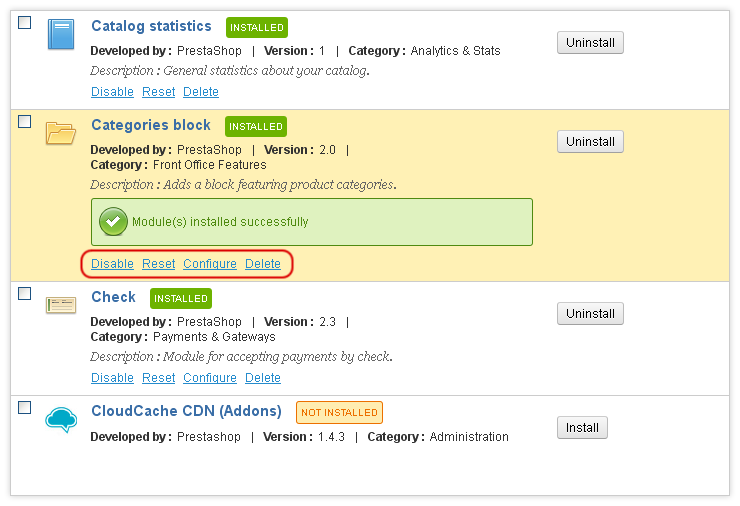 Catalog statistics INSTALLED
Uninstall
Developed by : PrestaShop | Version : 1 | Category : Analytics & Stats
Description : General statistics about your catalog.
Disable Reset Delete
Categories block INSTALLED
Uninstall
Developed by : PrestaShop | Version : 2.0 |
Category : Front Office Features
Description : Adds a block featuring product categories.
Module(s) installed successfully
Disable Reset Configure Delete
Check INSTALLED
Uninstall
Developed by : PrestaShop | Version : 2.3 |
Category : Payments & Gateways
Description : Module for accepting payments by check.
Disable Reset Configure Delete
CloudCache CDN (Addons) NOT INSTALLED
Install
Developed by : Prestashop | Version : 1.4.3 | Category : Administration